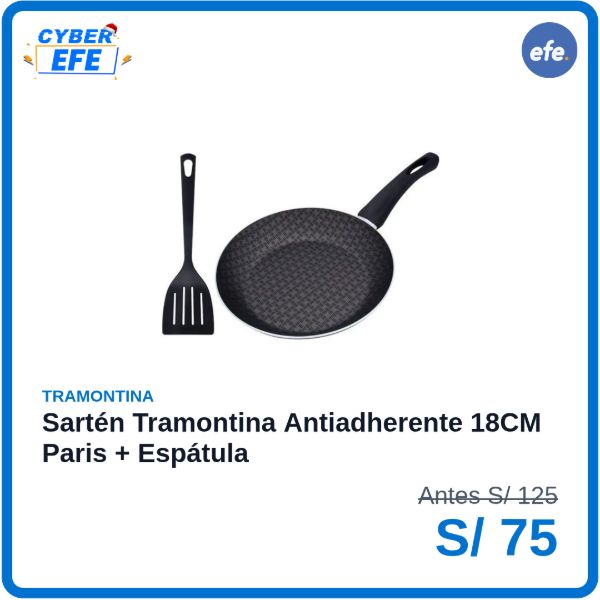 CYBER
EFE
efe.
TRAMONTINA
Sartén Tramontina Antiadherente 18CM
Paris + Espátula
Antes S/ 125
S/ 75